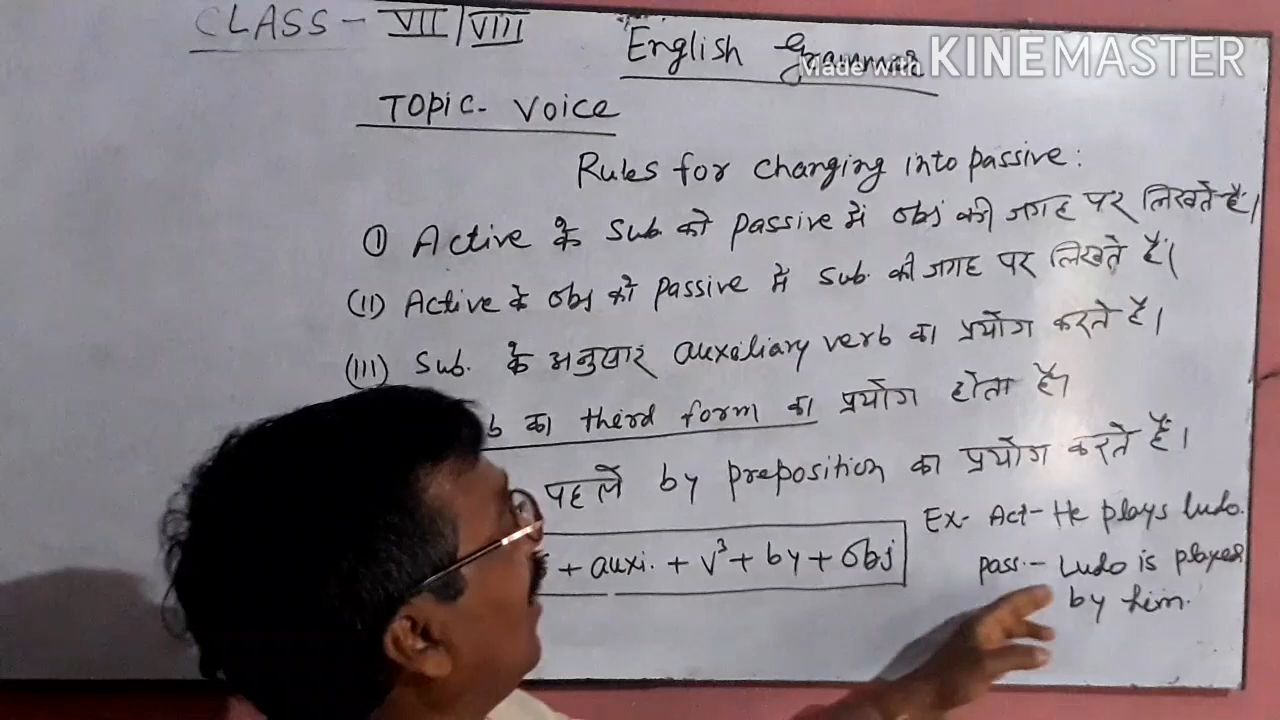 CLASS - VII/VIII
English Grammar
Made with KINEMASTER
TOPIC- Voice
Rules for changing into passive:
(I) Active के Sub को passive में obj की जगह पर लिखते हैं।
(II) Active के obj को passive में sub. की जगह पर लिखते हैं।
(III) Sub. के अनुसार auxiliary verb का प्रयोग करते हैं।
b का third form का प्रयोग होता है।
पहले by preposition का प्रयोग करते हैं।
+ auxi. + V³ + by + obj
Ex- Act- He plays ludo.
pass.- Ludo is played
by him.